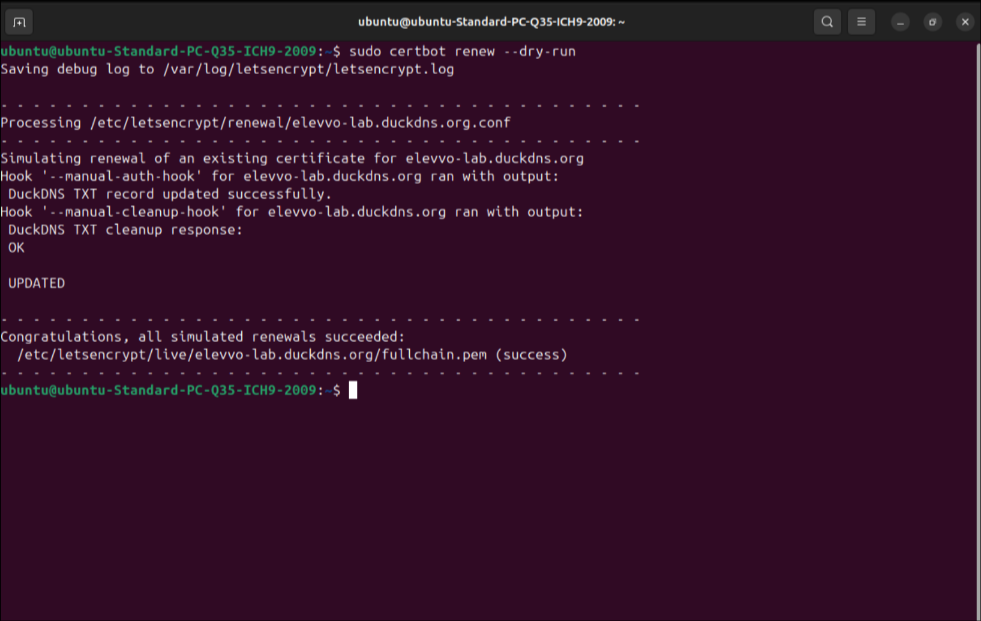 ubuntu@ubuntu-Standard-PC-Q35-ICH9-2009: ~
ubuntu@ubuntu-Standard-PC-Q35-ICH9-2009:~$ sudo certbot renew --dry-run
Saving debug log to /var/log/letsencrypt/letsencrypt.log
- - - - - - - - - - - - - - - - - - - - - - - - - - - - - - - - - - - - - - - -
Processing /etc/letsencrypt/renewal/elevvo-lab.duckdns.org.conf
- - - - - - - - - - - - - - - - - - - - - - - - - - - - - - - - - - - - - - - -
Simulating renewal of an existing certificate for elevvo-lab.duckdns.org
Hook '--manual-auth-hook' for elevvo-lab.duckdns.org ran with output:
 DuckDNS TXT record updated successfully.
Hook '--manual-cleanup-hook' for elevvo-lab.duckdns.org ran with output:
 DuckDNS TXT cleanup response:
 OK
 UPDATED
- - - - - - - - - - - - - - - - - - - - - - - - - - - - - - - - - - - - - - - -
Congratulations, all simulated renewals succeeded:
  /etc/letsencrypt/live/elevvo-lab.duckdns.org/fullchain.pem (success)
- - - - - - - - - - - - - - - - - - - - - - - - - - - - - - - - - - - - - - - -
ubuntu@ubuntu-Standard-PC-Q35-ICH9-2009:~$